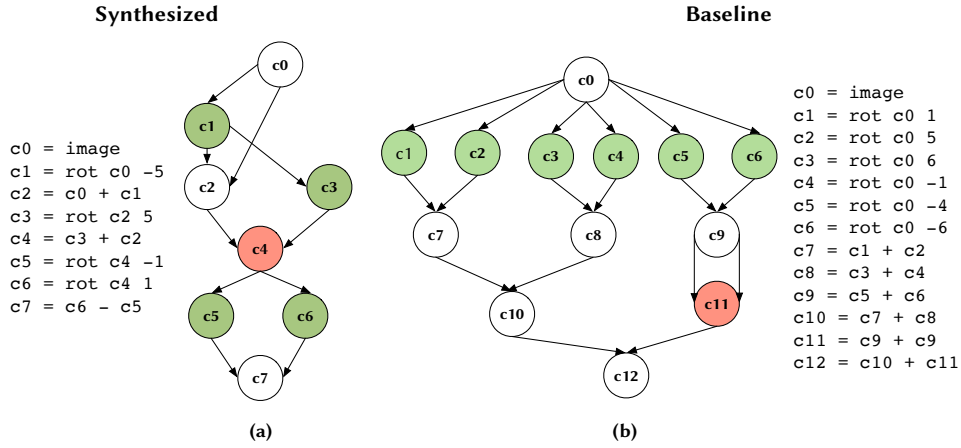 Synthesized
c0 = image
c1 = rot c0 -5
c2 = c0 + c1
c3 = rot c2 5
c4 = c3 + c2
c5 = rot c4 -1
c6 = rot c4 1
c7 = c6 - c5
c0
c1
c2
c3
c4
c5
c6
c7
(a)
Baseline
c0
c1
c2
c3
c4
c5
c6
c7
c8
c9
c10
c11
c12
c0 = image
c1 = rot c0 1
c2 = rot c0 5
c3 = rot c0 6
c4 = rot c0 -1
c5 = rot c0 -4
c6 = rot c0 -6
c7 = c1 + c2
c8 = c3 + c4
c9 = c5 + c6
c10 = c7 + c8
c11 = c9 + c9
c12 = c10 + c11
(b)